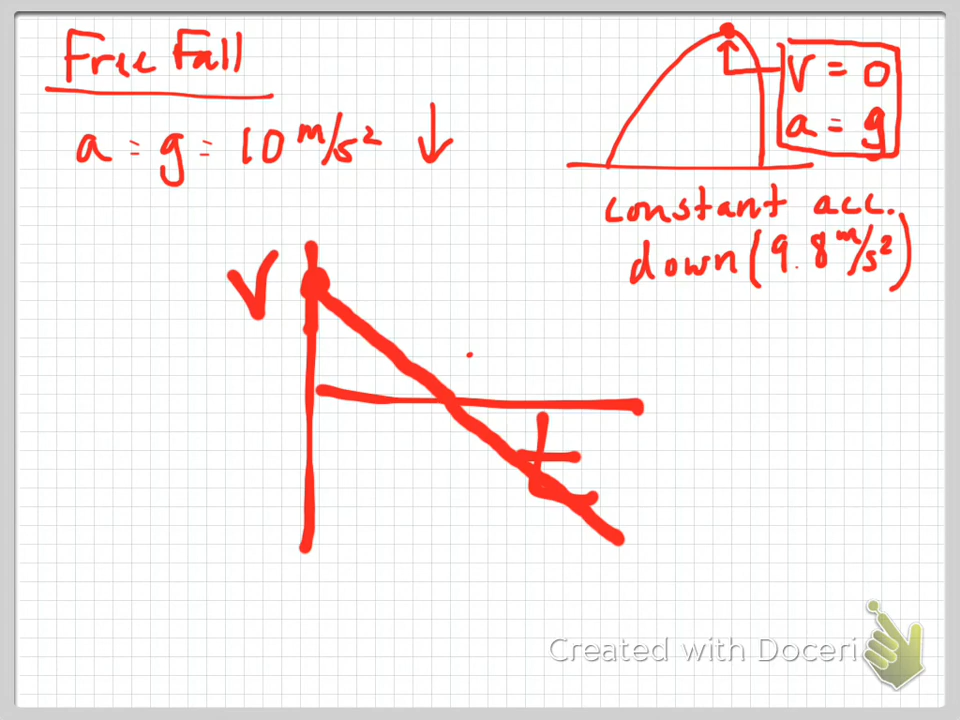 Free Fall
a = g = 10 m/s² ↓
V = 0
a = g
constant acc.
down (9.8 m/s²)
V
t
Created with Doceri